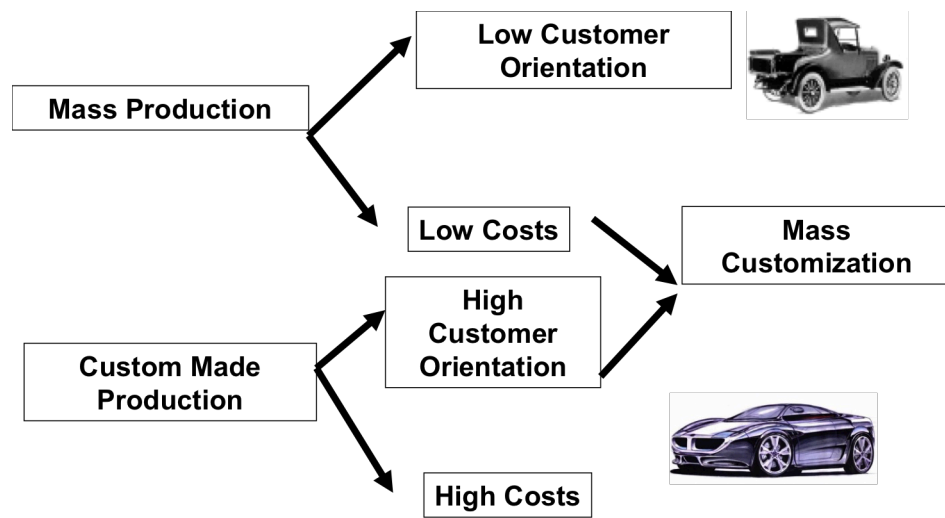 Low Customer
Orientation
Mass Production
Low Costs
Mass
Customization
High
Customer
Orientation
Custom Made
Production
High Costs